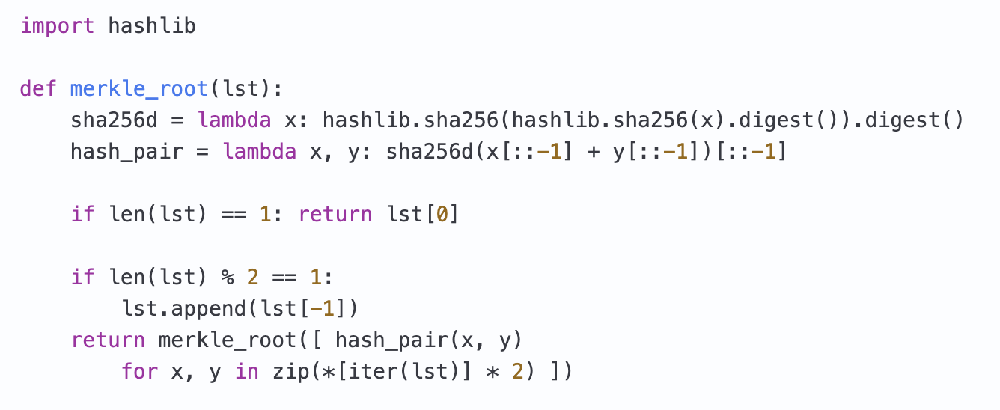 import hashlib

def merkle_root(lst):
    sha256d = lambda x: hashlib.sha256(hashlib.sha256(x).digest()).digest()
    hash_pair = lambda x, y: sha256d(x[::-1] + y[::-1])[::-1]

    if len(lst) == 1: return lst[0]

    if len(lst) % 2 == 1:
        lst.append(lst[-1])
    return merkle_root([ hash_pair(x, y)
        for x, y in zip(*[iter(lst)] * 2) ])